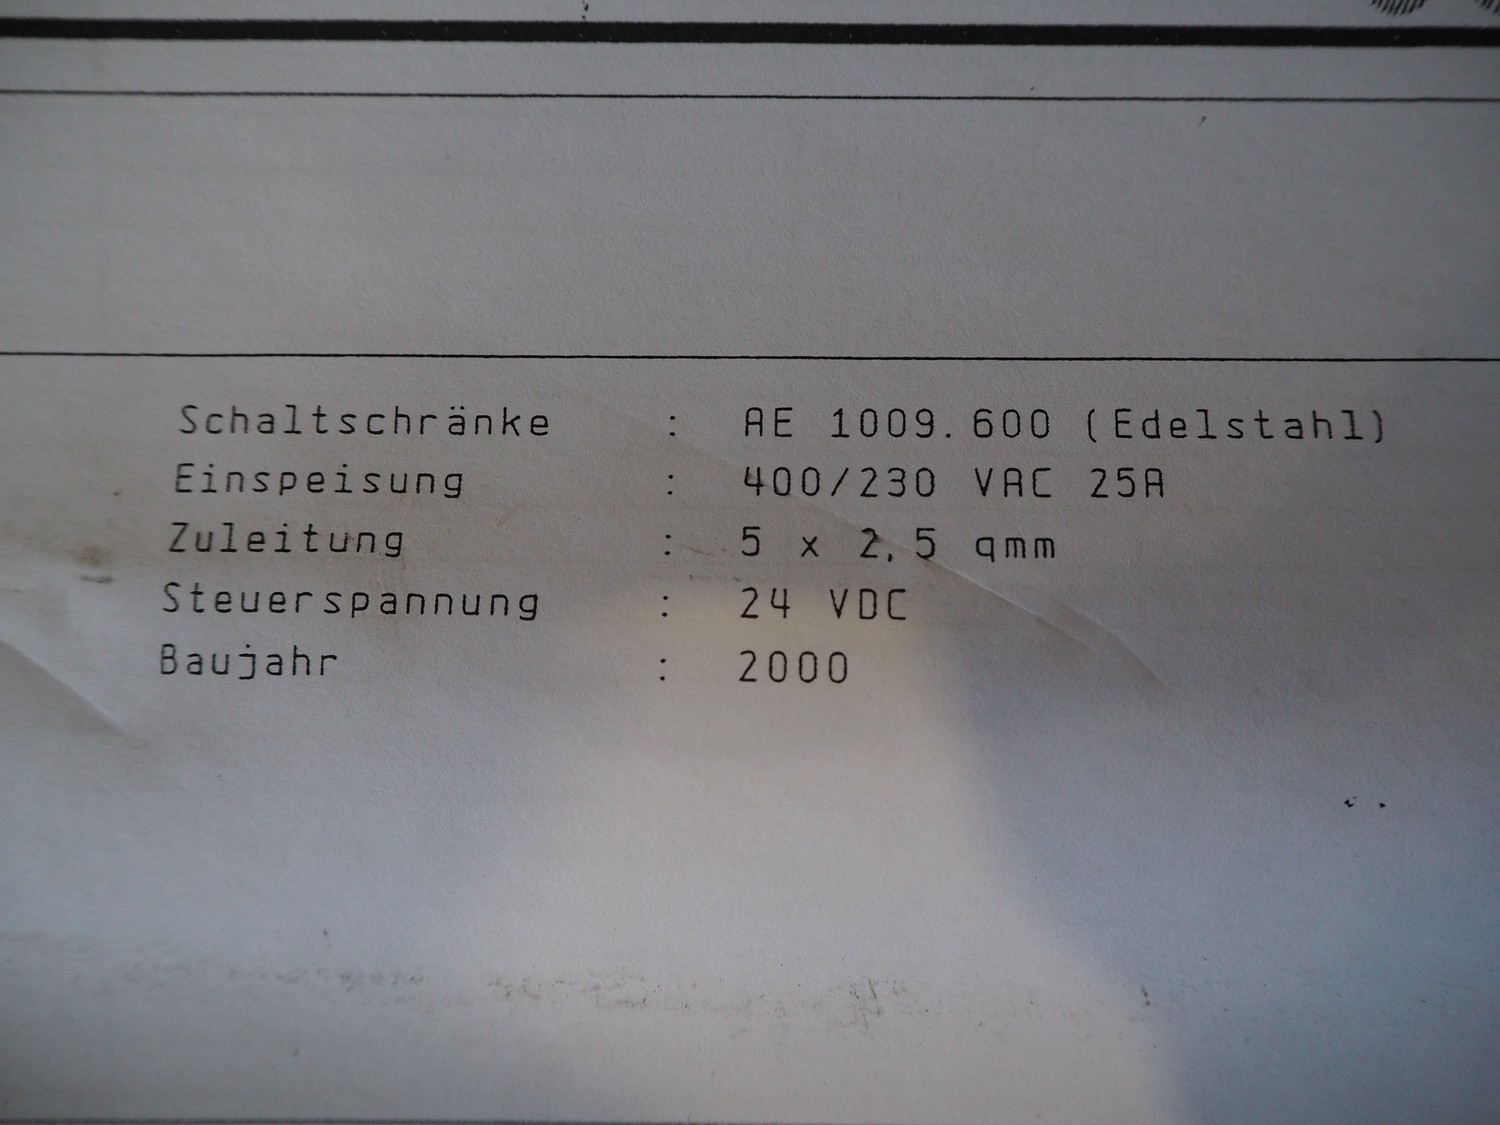 Schaltschränke : AE 1009.600 (Edelstahl)
Einspeisung : 400/230 VAC 25A
Zuleitung : 5 x 2,5 qmm
Steuerspannung : 24 VDC
Baujahr : 2000